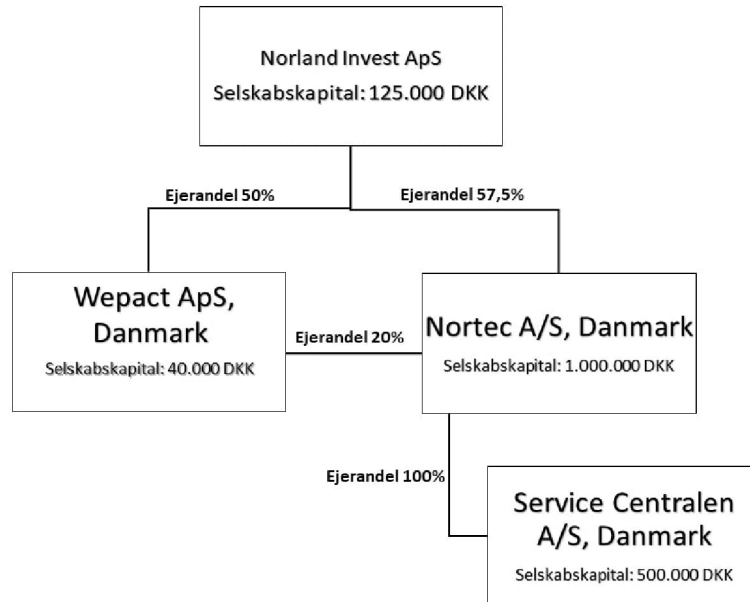 Norland Invest ApS
Selskabskapital: 125.000 DKK
Ejerandel 50%
Ejerandel 57,5%
Wepact ApS,
Danmark
Selskabskapital: 40.000 DKK
Ejerandel 20%
Nortec A/S, Danmark
Selskabskapital: 1.000.000 DKK
Ejerandel 100%
Service Centralen
A/S, Danmark
Selskabskapital: 500.000 DKK